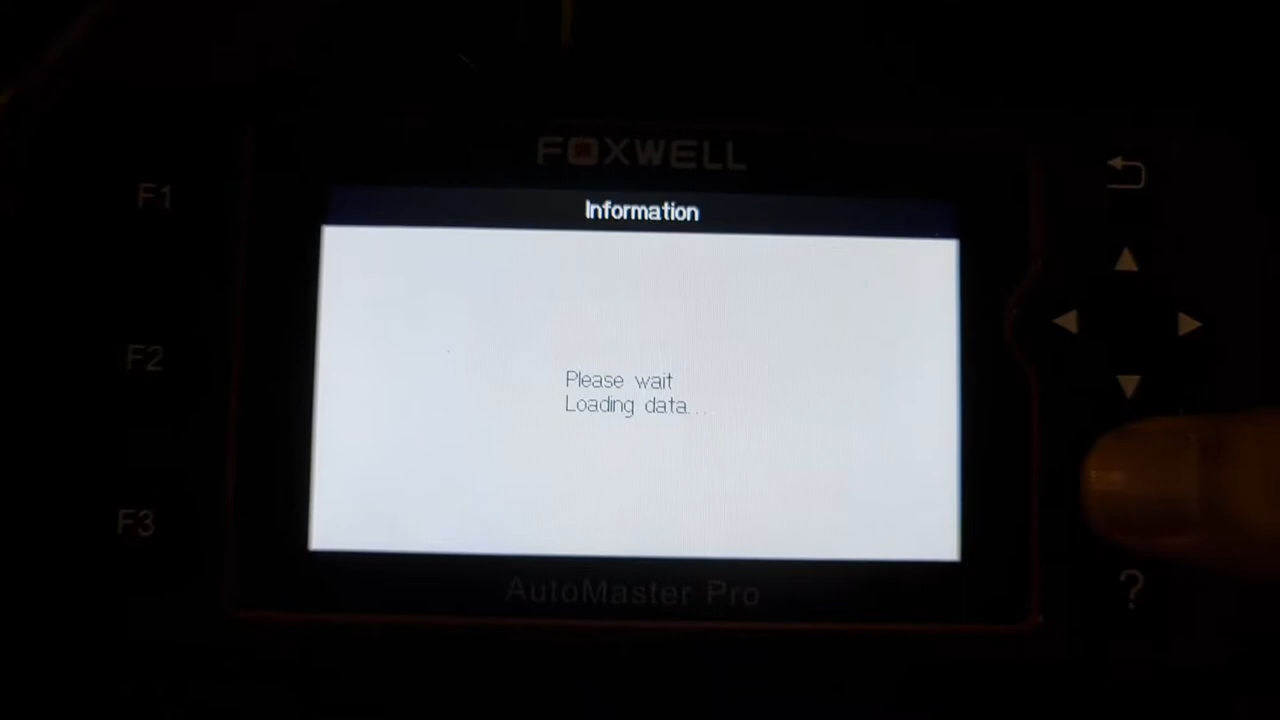 FOXWELL
F1
Information
F2
Please wait
Loading data...
F3
AutoMaster Pro
?